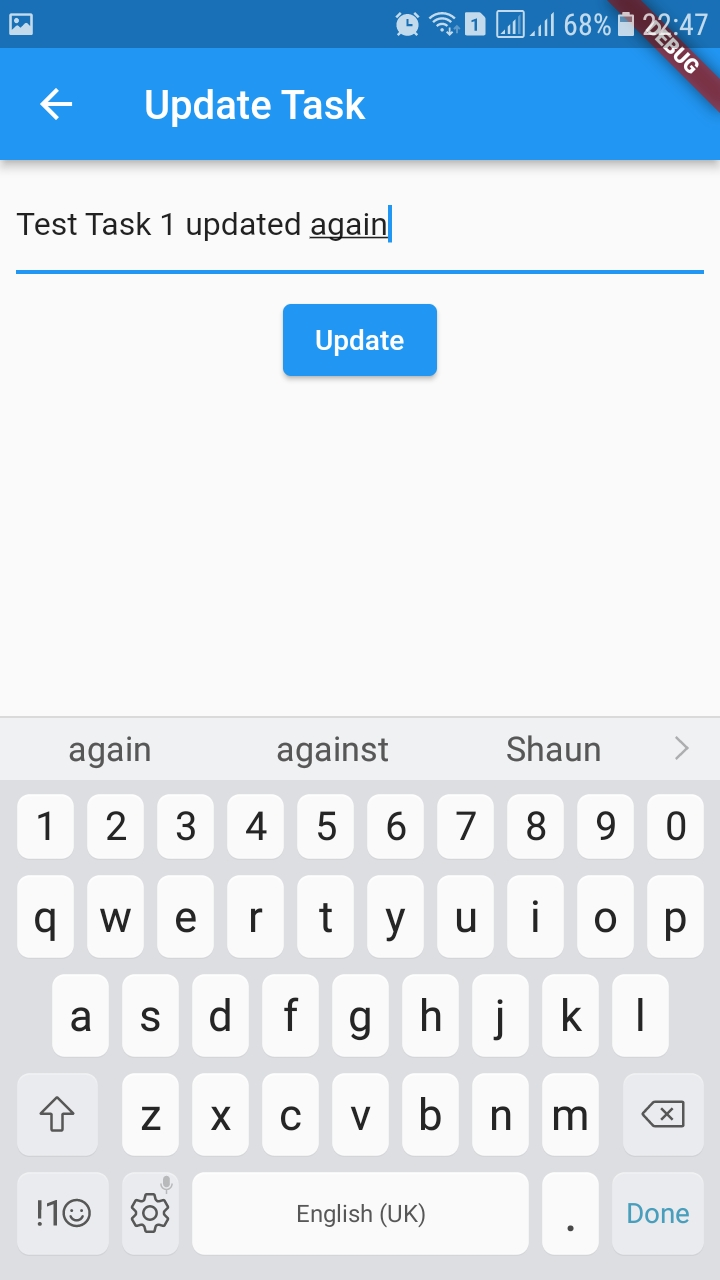 1 68% 22:47
DEBUG
Update Task
Test Task 1 updated again
Update
again against Shaun
1 2 3 4 5 6 7 8 9 0
q w e r t y u i o p
a s d f g h j k l
z x c v b n m
!1☺ English (UK) . Done